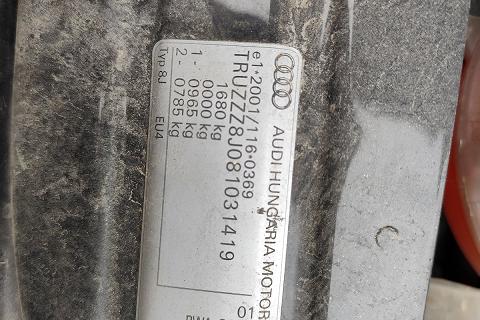 AUDI HUNGARIA MOTOR
e1*2001/116*0369
TRUZZZ8J081031419
1680 kg
0000 kg
1 - 0965 kg
2 - 0785 kg
Typ 8J EU4
01